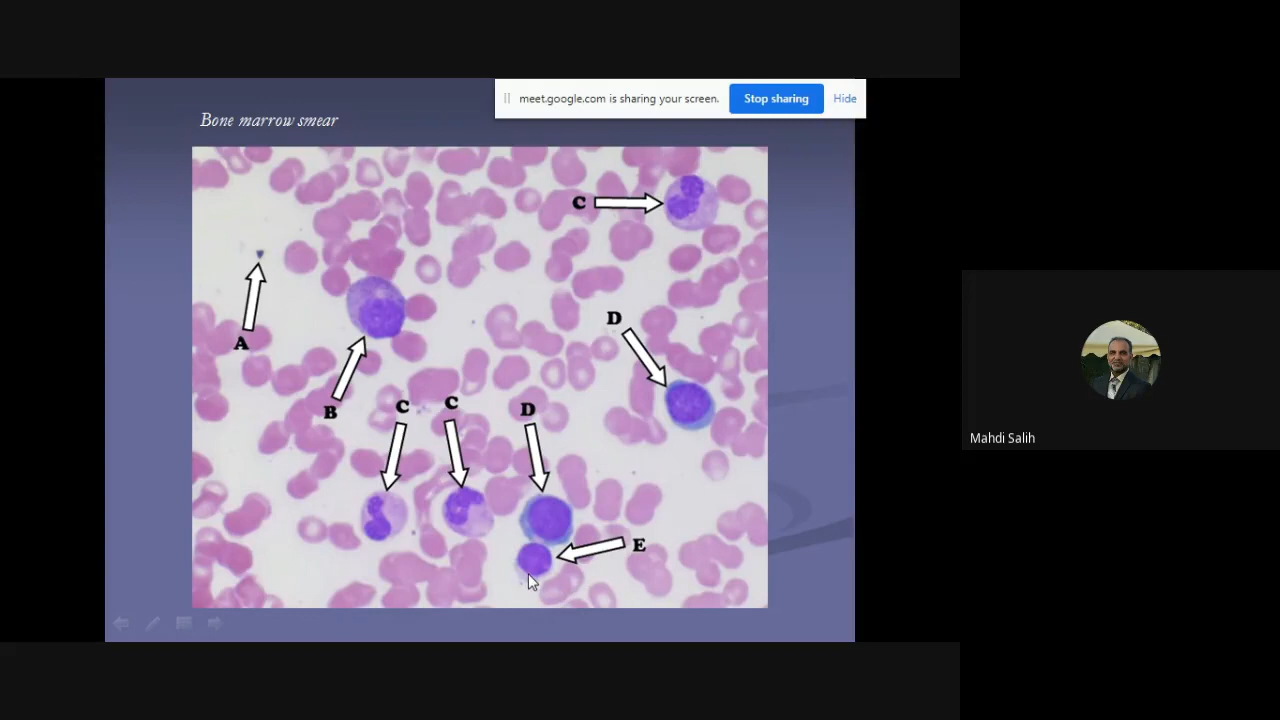 meet.google.com is sharing your screen. Stop sharing Hide
Bone marrow smear
C
D
A
B
C
C
D
E
Mahdi Salih